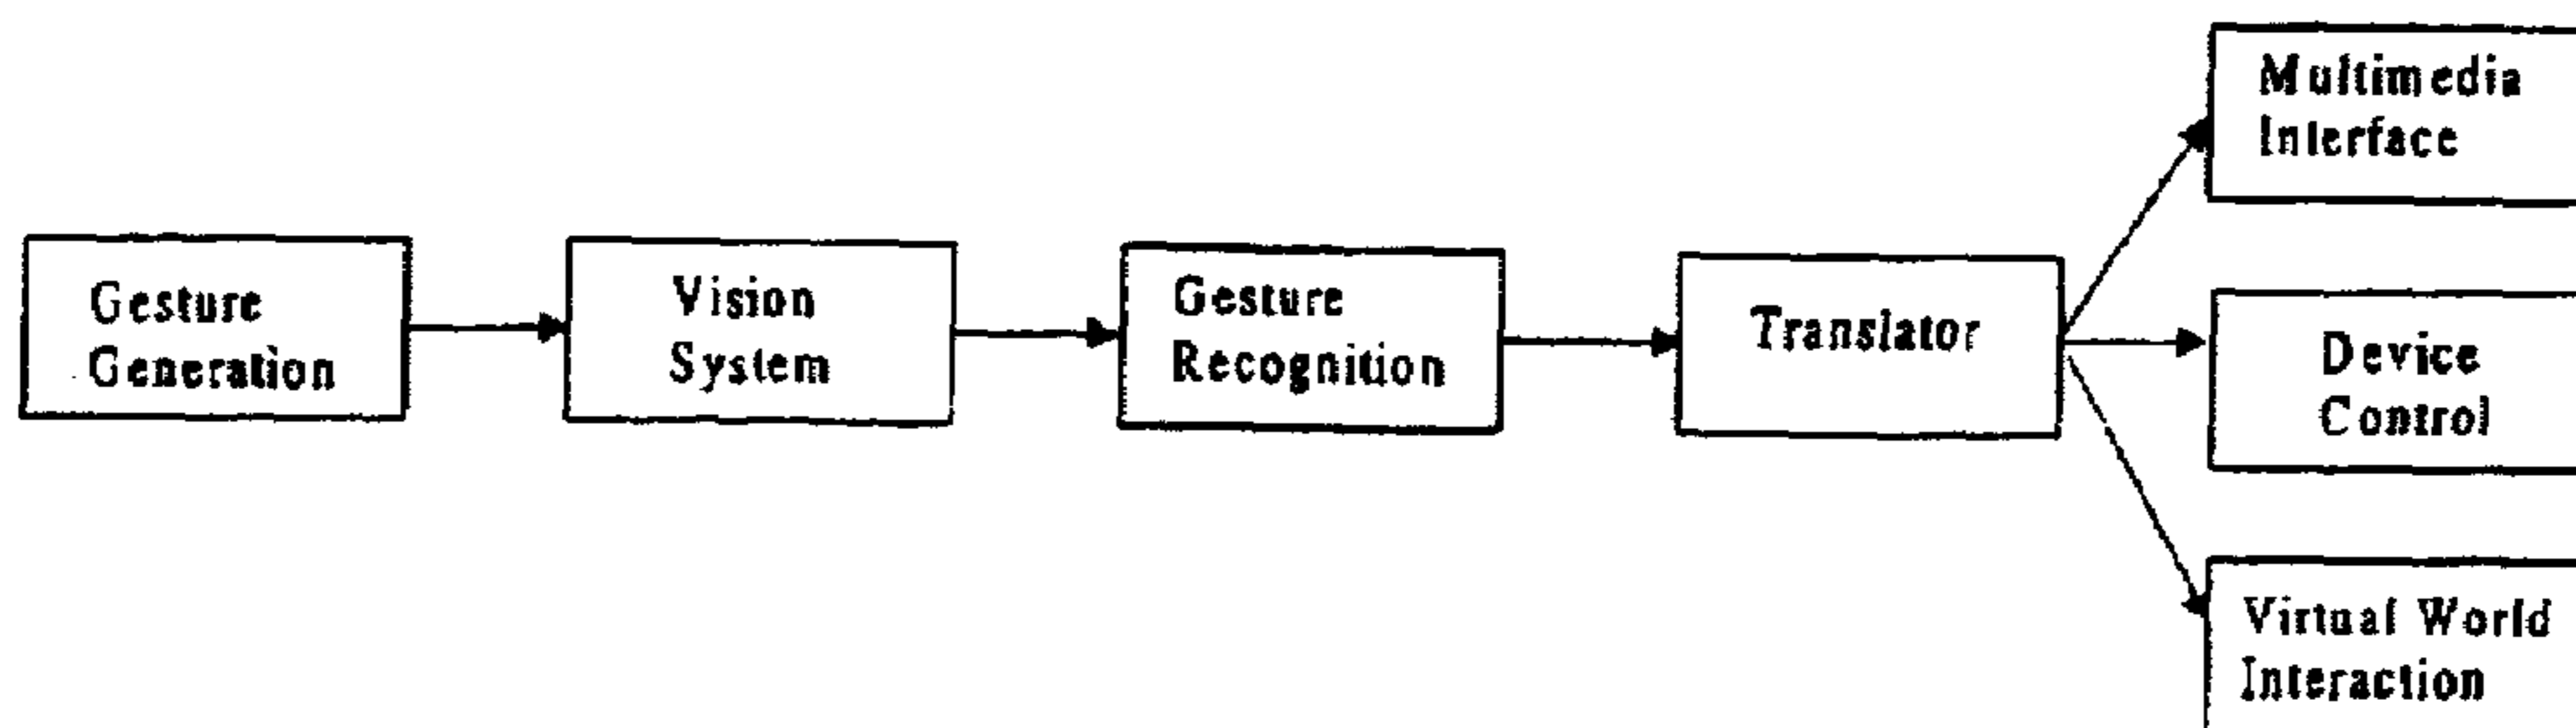 Gesture
Generation
Vision
System
Gesture
Recognition
Translator
Multimedia
Interface
Device
Control
Virtual World
Interaction